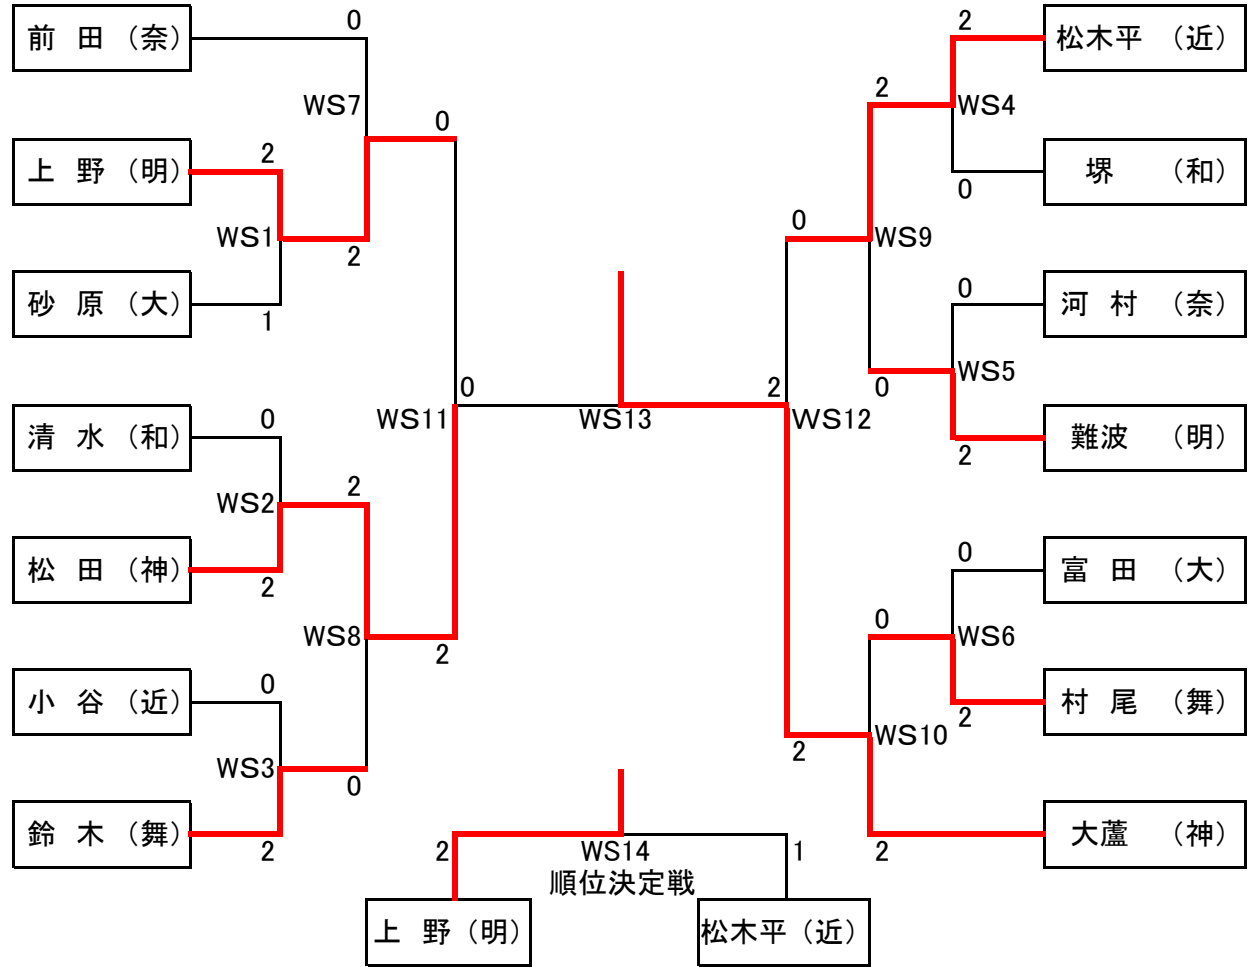 0
2
前 田 （奈）
松木平 （近）
2
WS7
WS4
0
2
上 野 （明）
0
堺 （和）
WS1
0
WS9
2
0
砂 原 （大）
河 村 （奈）
1
WS5
0
2
0
0
WS11
WS13
WS12
清 水 （和）
難波 （明）
2
2
WS2
0
松 田 （神）
富 田 （大）
2
0
WS8
WS6
2
0
小 谷 （近）
村 尾 （舞）
2
WS10
2
WS3
0
鈴 木 （舞）
大蘆 （神）
2
2
WS14
1
2
順位決定戦
上 野 （明）
松木平 （近）